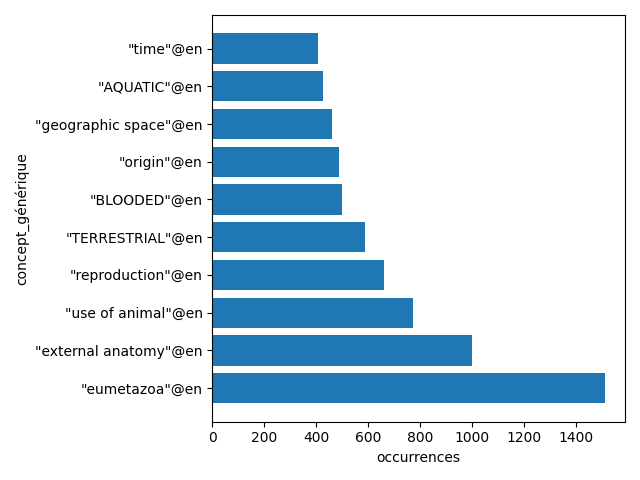 "time"@en
"AQUATIC"@en
"geographic space"@en
"origin"@en
"BLOODED"@en
"TERRESTRIAL"@en
"reproduction"@en
"use of animal"@en
"external anatomy"@en
"eumetazoa"@en
concept_générique
0 200 400 600 800 1000 1200 1400
occurrences